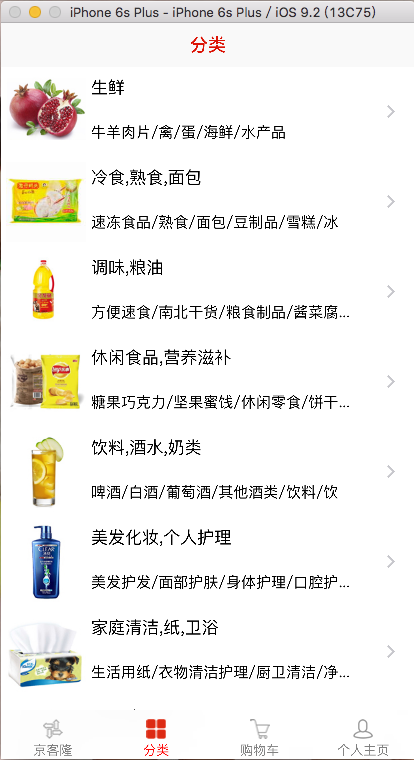 iPhone 6s Plus - iPhone 6s Plus / iOS 9.2 (13C75)
分类
生鲜
牛羊肉片/禽/蛋/海鲜/水产品
冷食,熟食,面包
速冻食品/熟食/面包/豆制品/雪糕/冰
调味,粮油
方便速食/南北干货/粮食制品/酱菜腐...
休闲食品,营养滋补
糖果巧克力/坚果蜜饯/休闲零食/饼干...
饮料,酒水,奶类
啤酒/白酒/葡萄酒/其他酒类/饮料/饮
美发化妆,个人护理
CLEAR
美发护发/面部护肤/身体护理/口腔护...
家庭清洁,纸,卫浴
生活用纸/衣物清洁护理/厨卫清洁/净...
京客隆
分类
购物车
个人主页